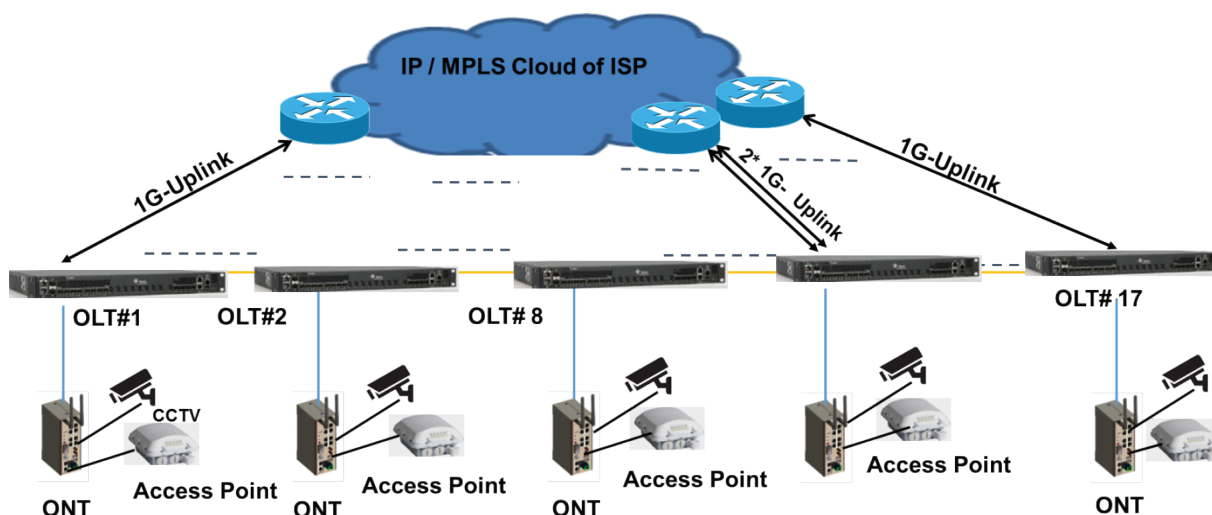 IP / MPLS Cloud of ISP
1G-Uplink
2* 1G- Uplink
1G-Uplink
OLT#1
OLT#2
OLT# 8
OLT# 17
CCTV
Access Point
Access Point
Access Point
Access Point
ONT
ONT
ONT
ONT